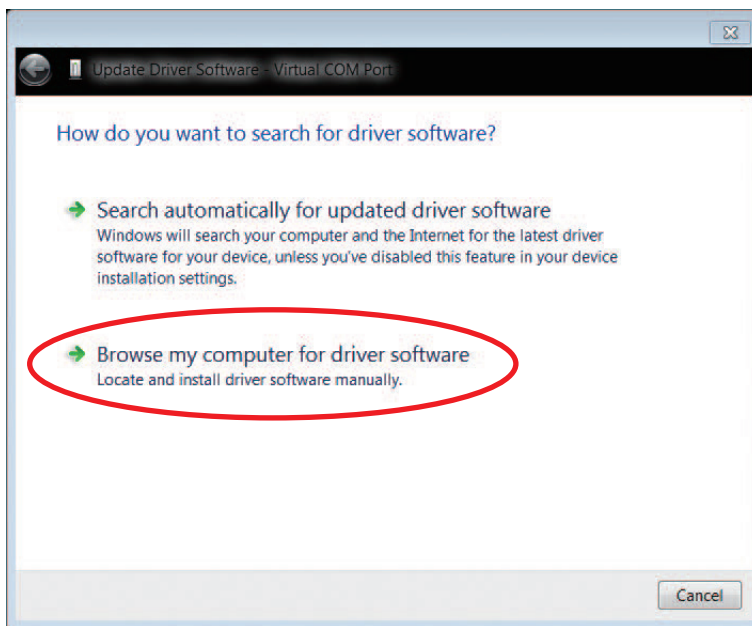 Update Driver Software - Virtual COM Port
How do you want to search for driver software?
Search automatically for updated driver software
Windows will search your computer and the Internet for the latest driver
software for your device, unless you've disabled this feature in your device
installation settings.
Browse my computer for driver software
Locate and install driver software manually.
Cancel